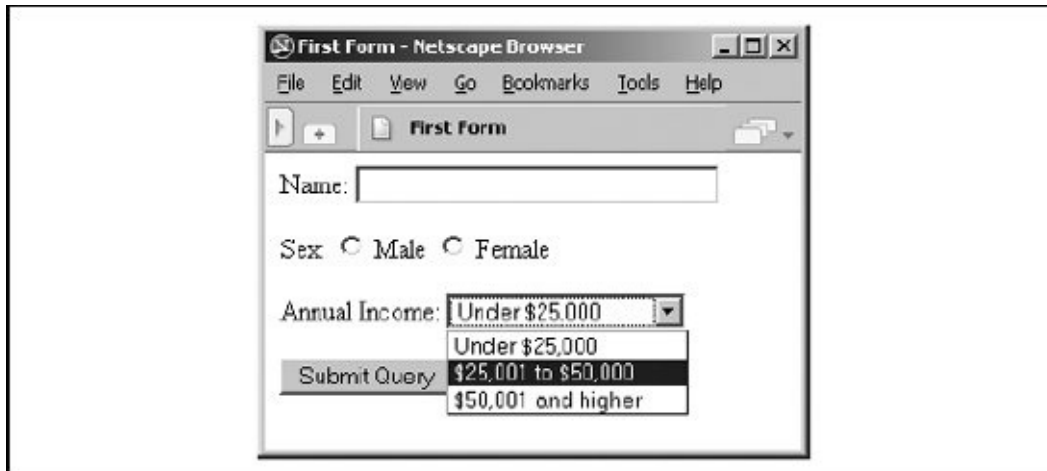 First Form - Netscape Browser
File Edit View Go Bookmarks Tools Help
First Form
Name:
Sex Male Female
Annual Income: Under $25.000
Under $25,000
Submit Query $25,001 to $50,000
$50,001 and higher